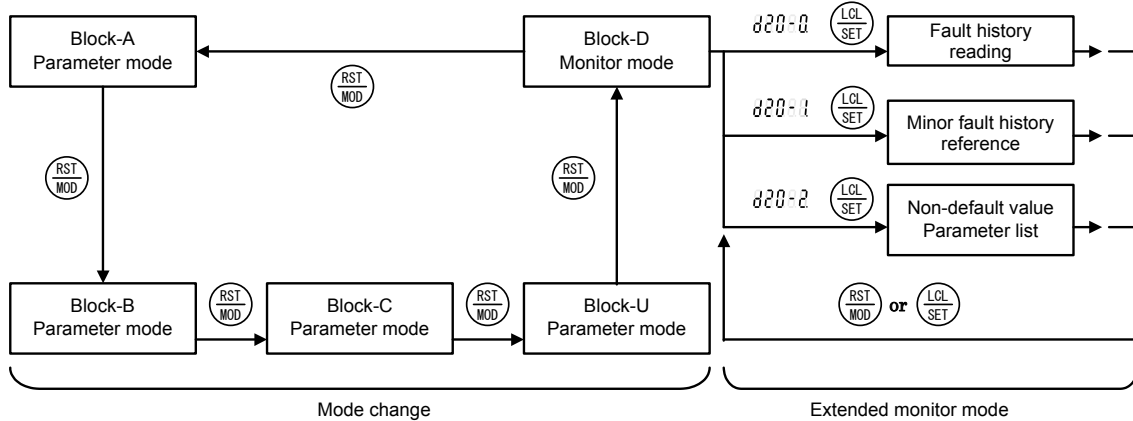 Block-A
Parameter mode
Block-D
Monitor mode
d20-0.
LCL
SET
Fault history
reading
RST
MOD
d20-1.
LCL
SET
Minor fault history
reference
RST
MOD
RST
MOD
d20-2.
LCL
SET
Non-default value
Parameter list
Block-B
Parameter mode
RST
MOD
Block-C
Parameter mode
RST
MOD
Block-U
Parameter mode
RST
MOD
or
LCL
SET
Mode change
Extended monitor mode